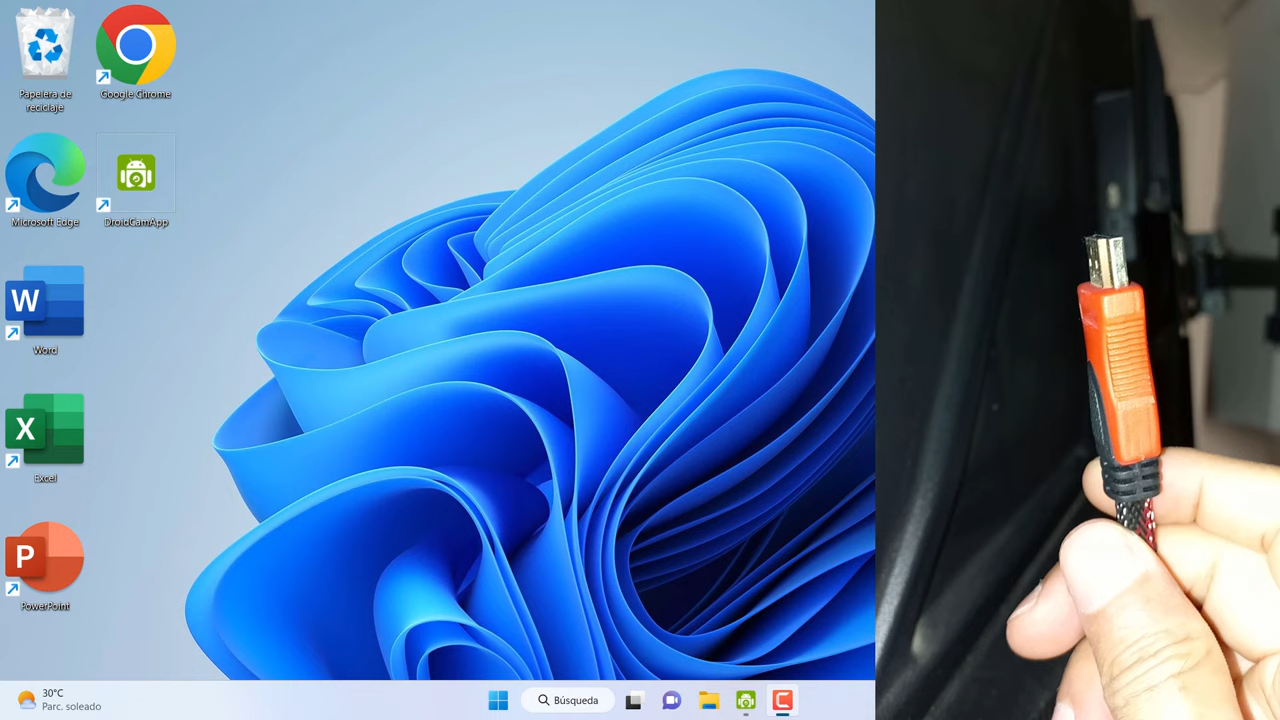 Papelera de
reciclaje
Google Chrome
Microsoft Edge
DroidCamApp
W
Word
X
Excel
P
PowerPoint
30°C
Parc. soleado
Búsqueda
C